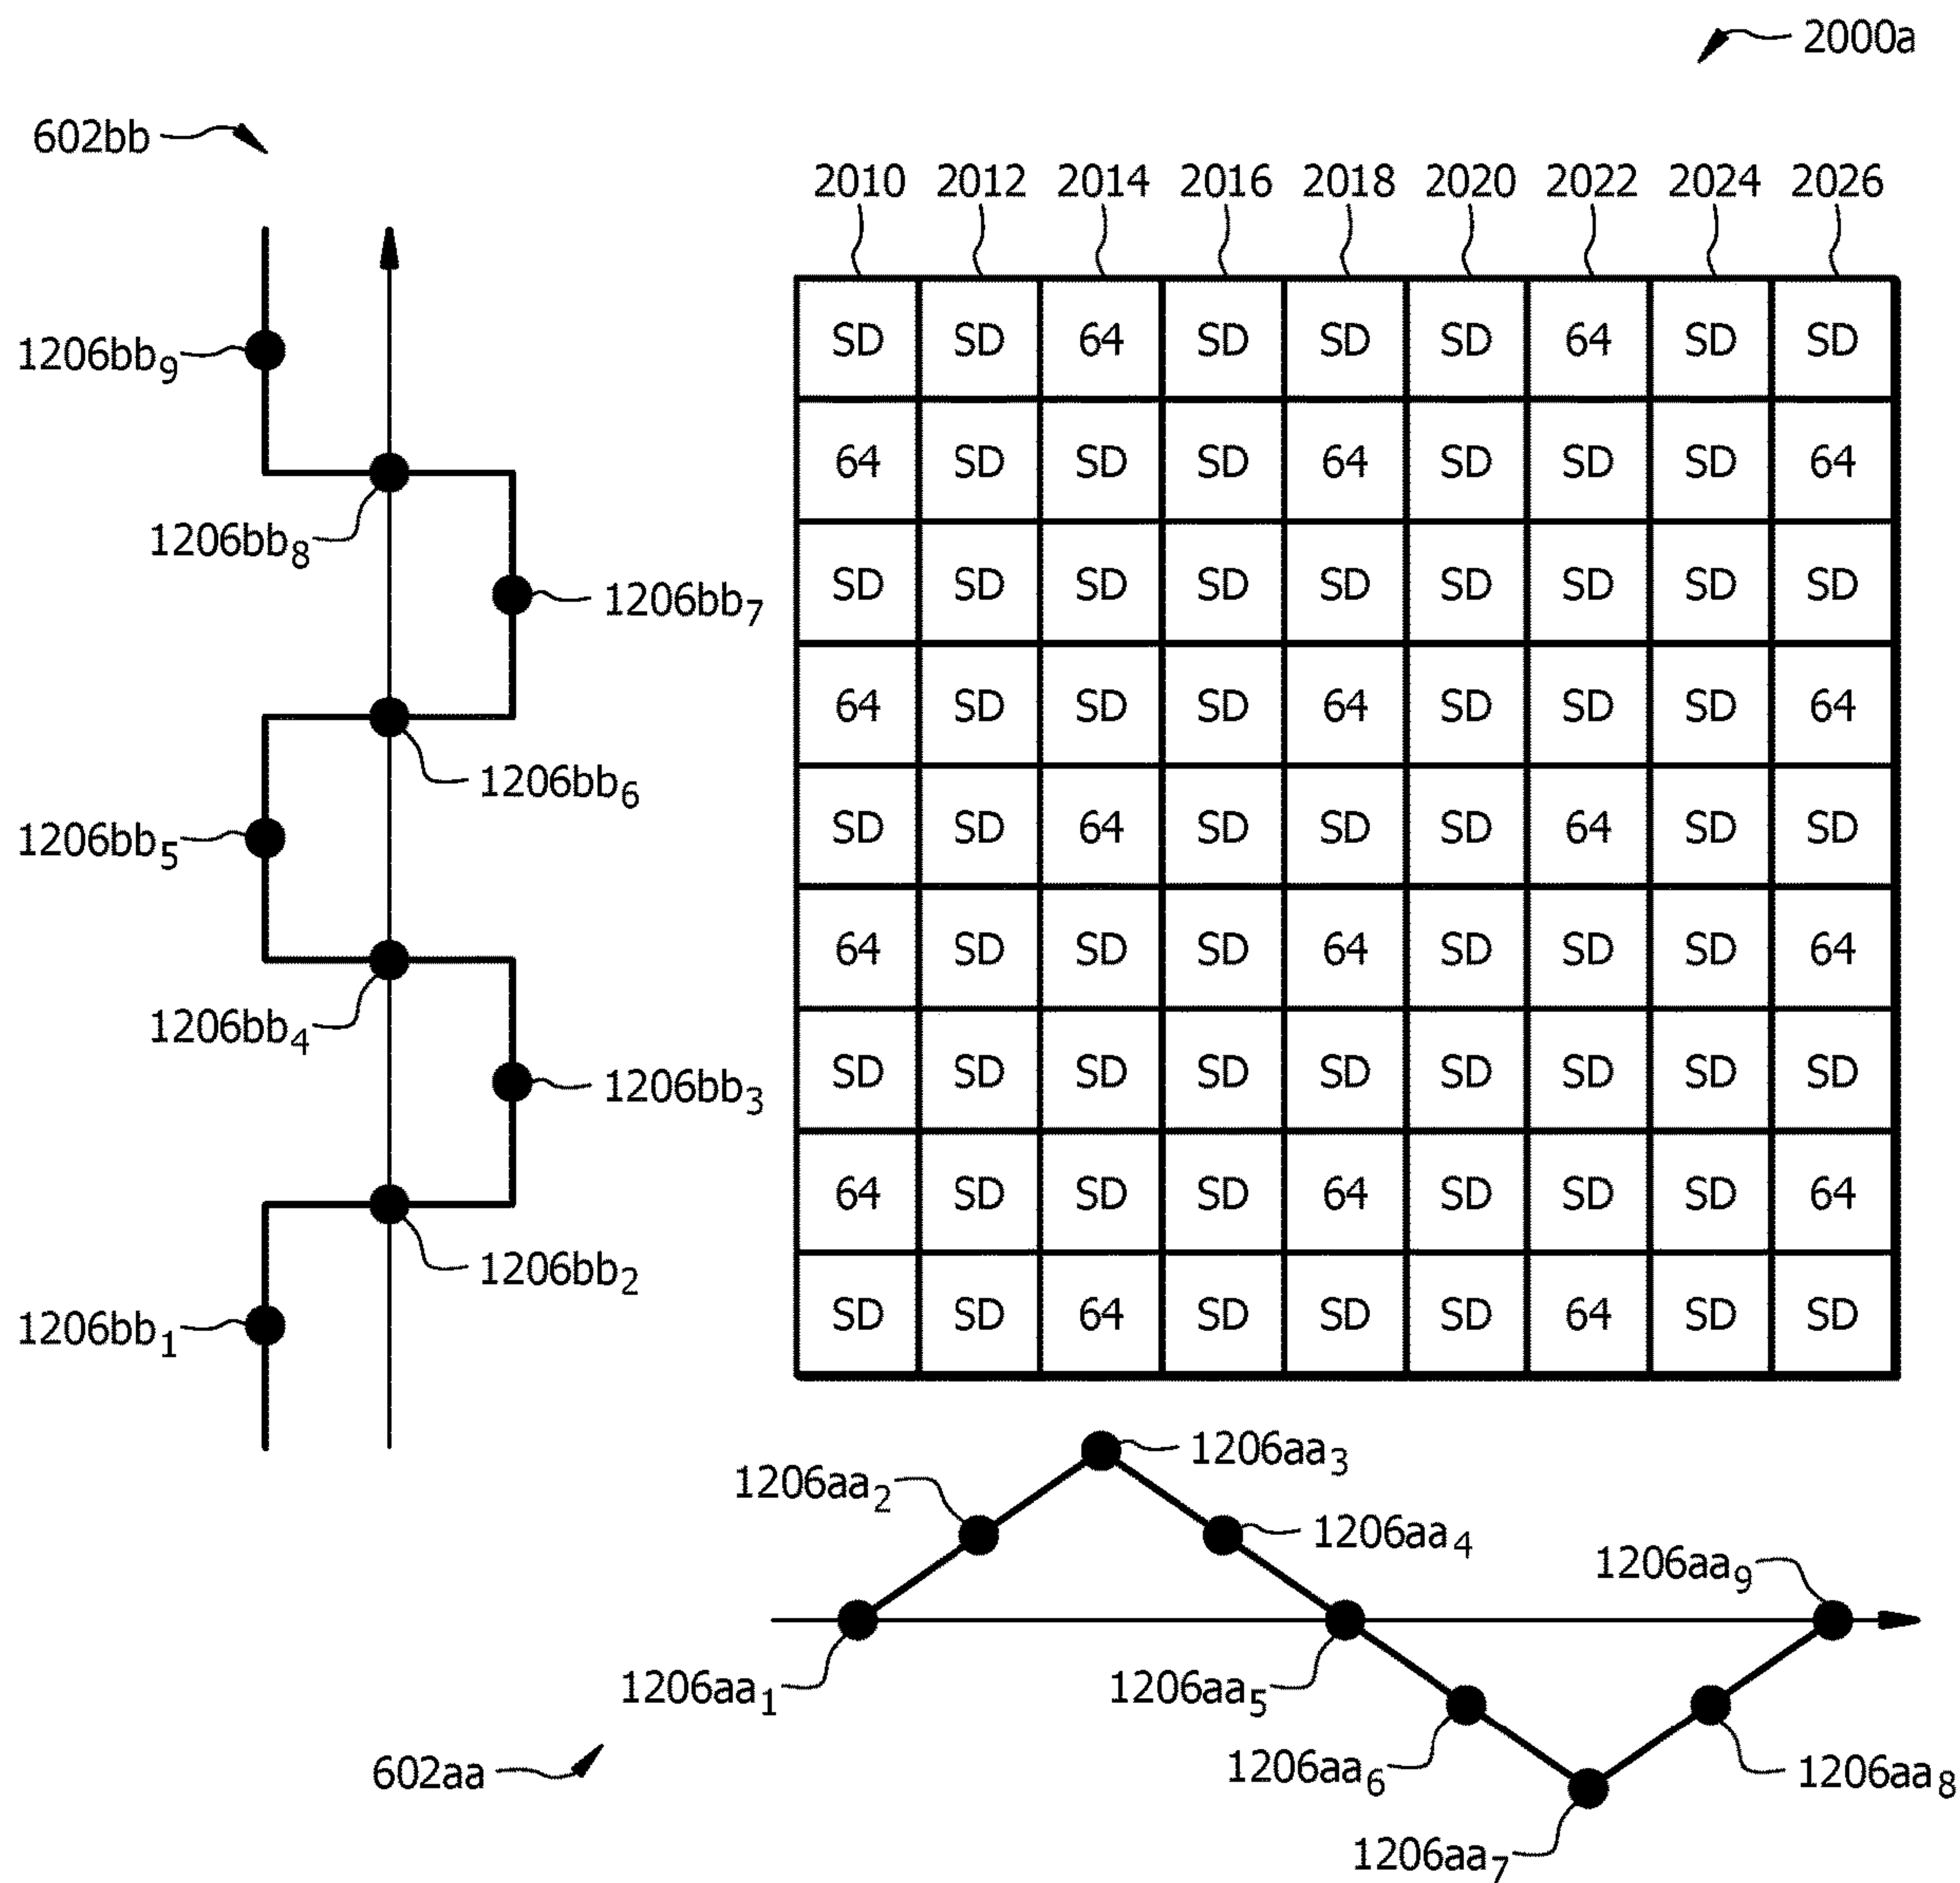 2000a
602bb
2010 2012 2014 2016 2018 2020 2022 2024 2026
SD SD 64 SD SD SD 64 SD SD
1206bb9
64 SD SD SD 64 SD SD SD 64
1206bb8
SD SD SD SD SD SD SD SD SD
1206bb7
64 SD SD SD 64 SD SD SD 64
1206bb6
SD SD 64 SD SD SD 64 SD SD
1206bb5
64 SD SD SD 64 SD SD SD 64
1206bb4
SD SD SD SD SD SD SD SD SD
1206bb3
64 SD SD SD 64 SD SD SD 64
1206bb2
SD SD 64 SD SD SD 64 SD SD
1206bb1
1206aa3
1206aa2
1206aa4
1206aa9
1206aa1
1206aa5
1206aa6
1206aa8
602aa
1206aa7